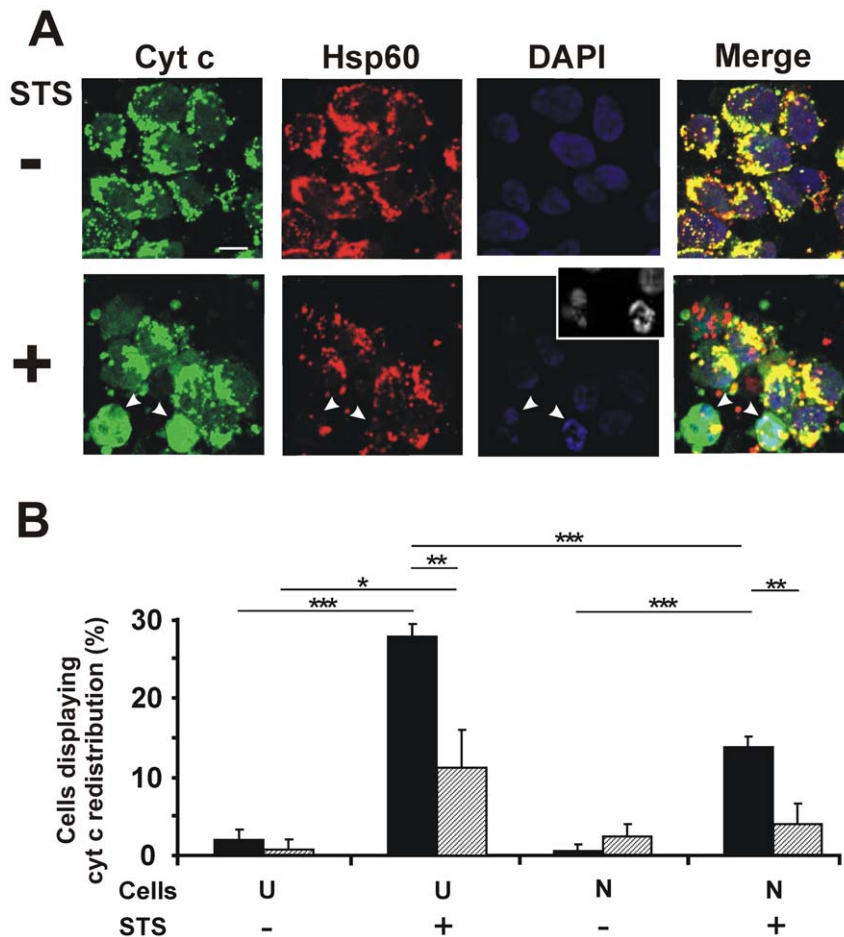 A
Cyt c Hsp60 DAPI Merge
STS
-
+
B
***
**
*
***
***
**
Cells displaying
cyt c redistribution (%)
30
20
10
0
Cells U U N N
STS - + - +